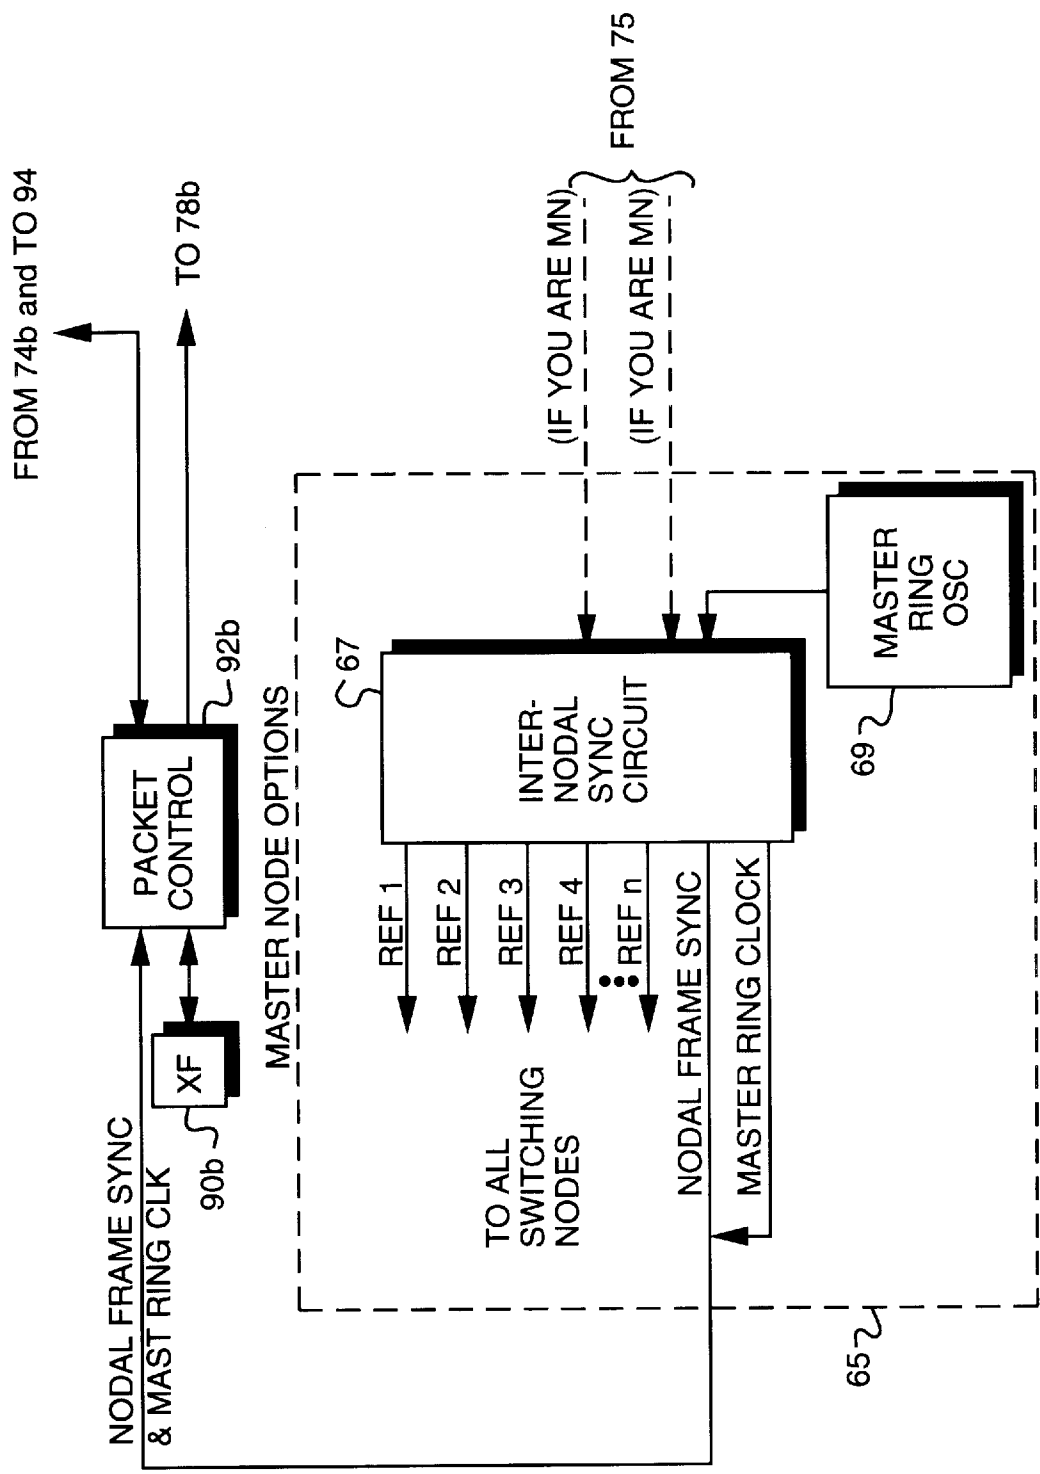 FROM 74b and TO 94
TO 78b
NODAL FRAME SYNC
& MAST RING CLK
XF
90b
PACKET
CONTROL
92b
MASTER NODE OPTIONS
67
REF 1
REF 2
REF 3
REF 4
REF n
NODAL FRAME SYNC
MASTER RING CLOCK
TO ALL
SWITCHING
NODES
INTER-
NODAL
SYNC
CIRCUIT
(IF YOU ARE MN)
(IF YOU ARE MN)
FROM 75
MASTER
RING
OSC
69
65